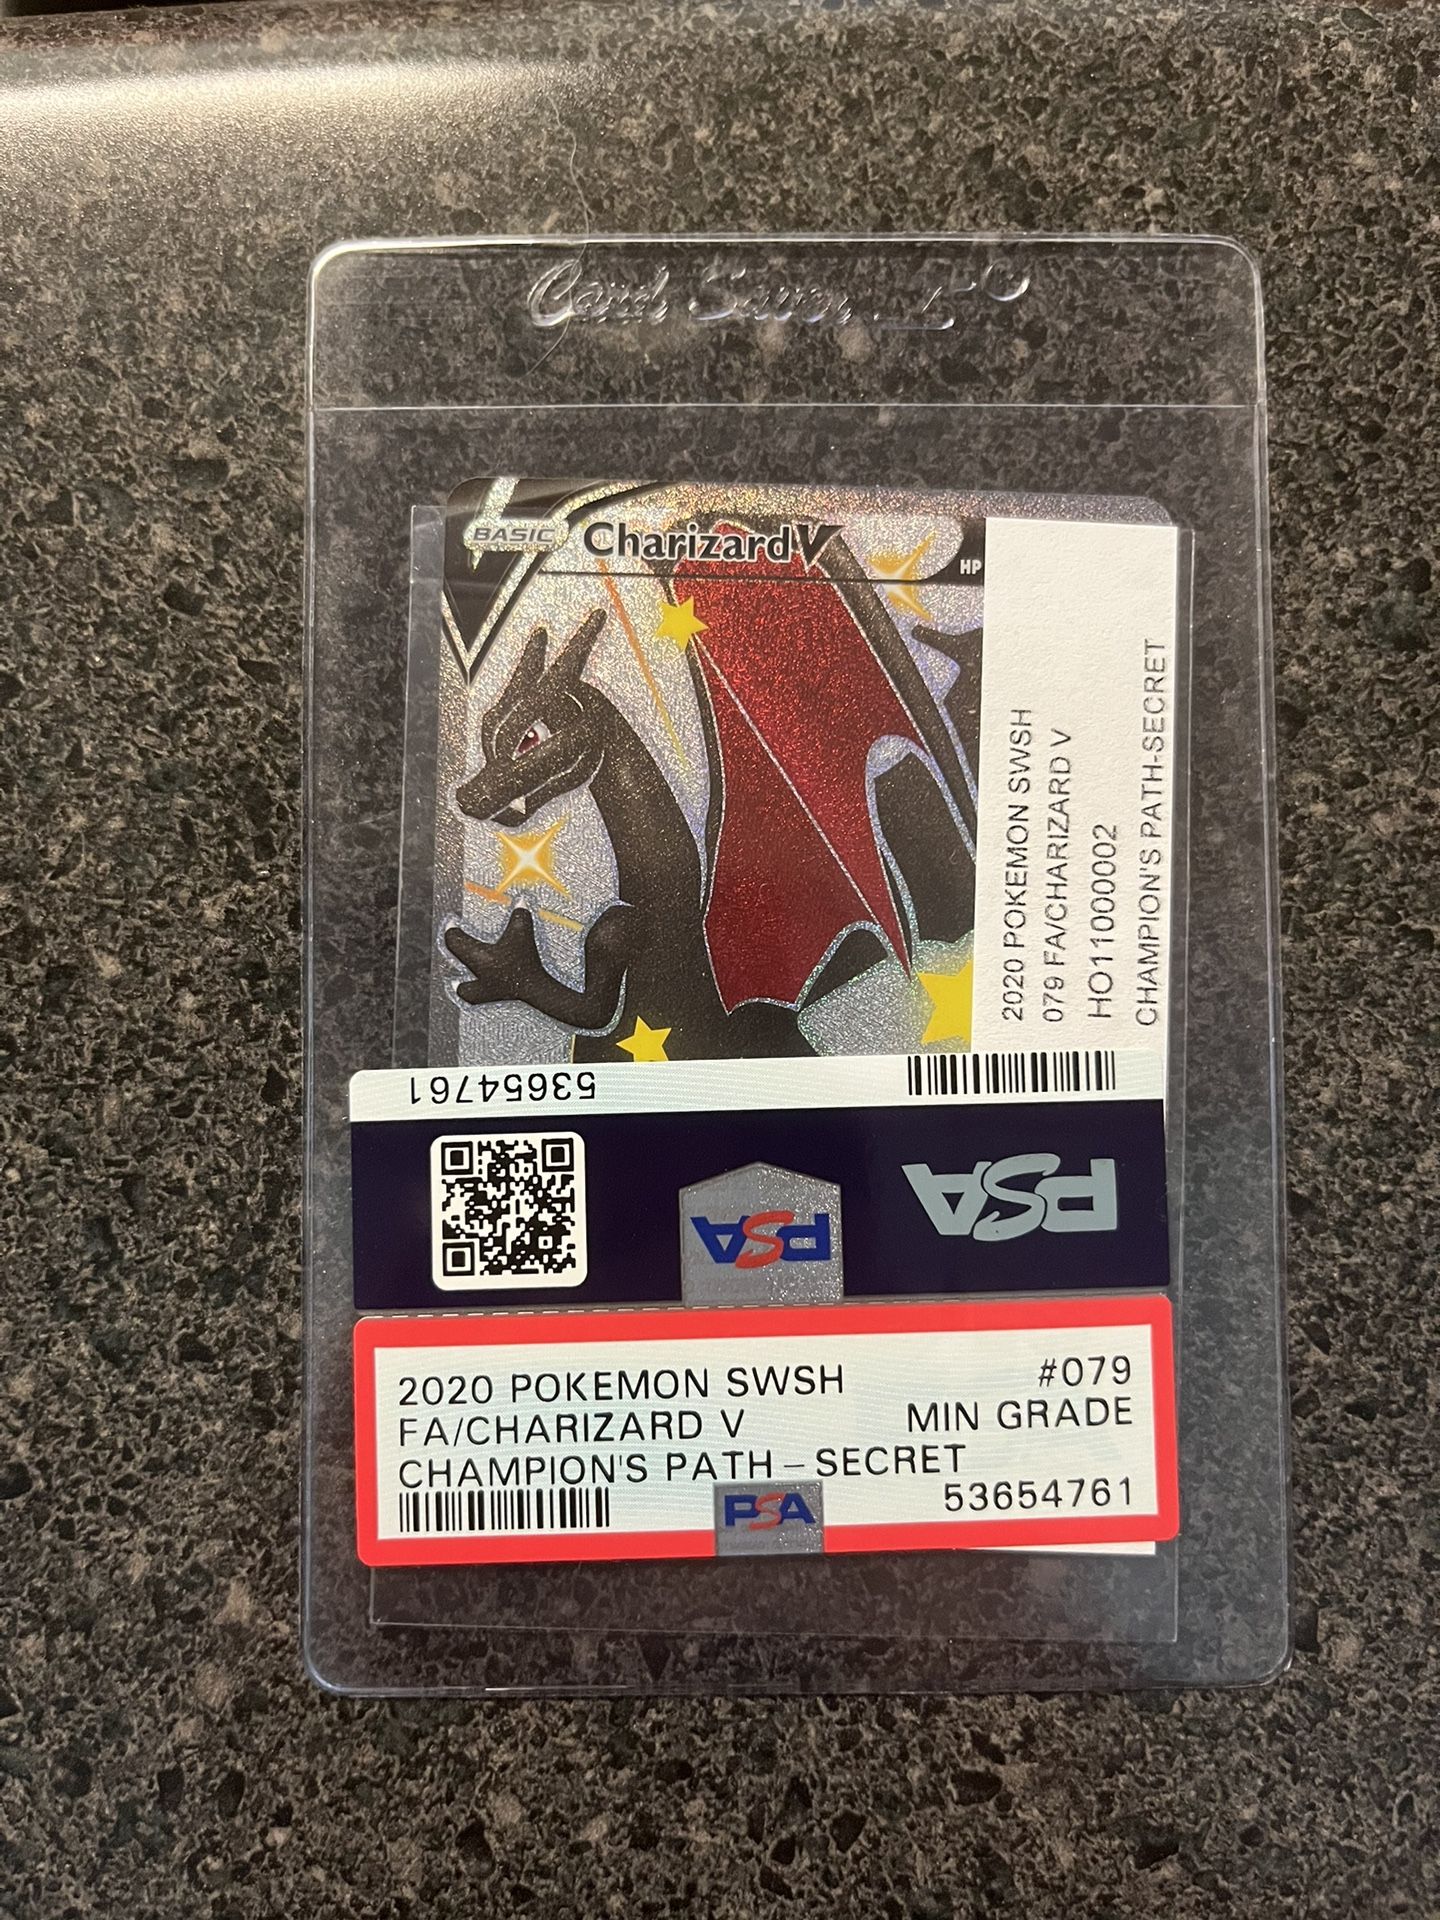 Card Saver I
BASIC CharizardV HP
2020 POKEMON SWSH
079 FA/CHARIZARD V
HO11000002
CHAMPION'S PATH-SECRET
53654761
PSA
PSA
2020 POKEMON SWSH #079
FA/CHARIZARD V MIN GRADE
CHAMPION'S PATH – SECRET
53654761
PSA